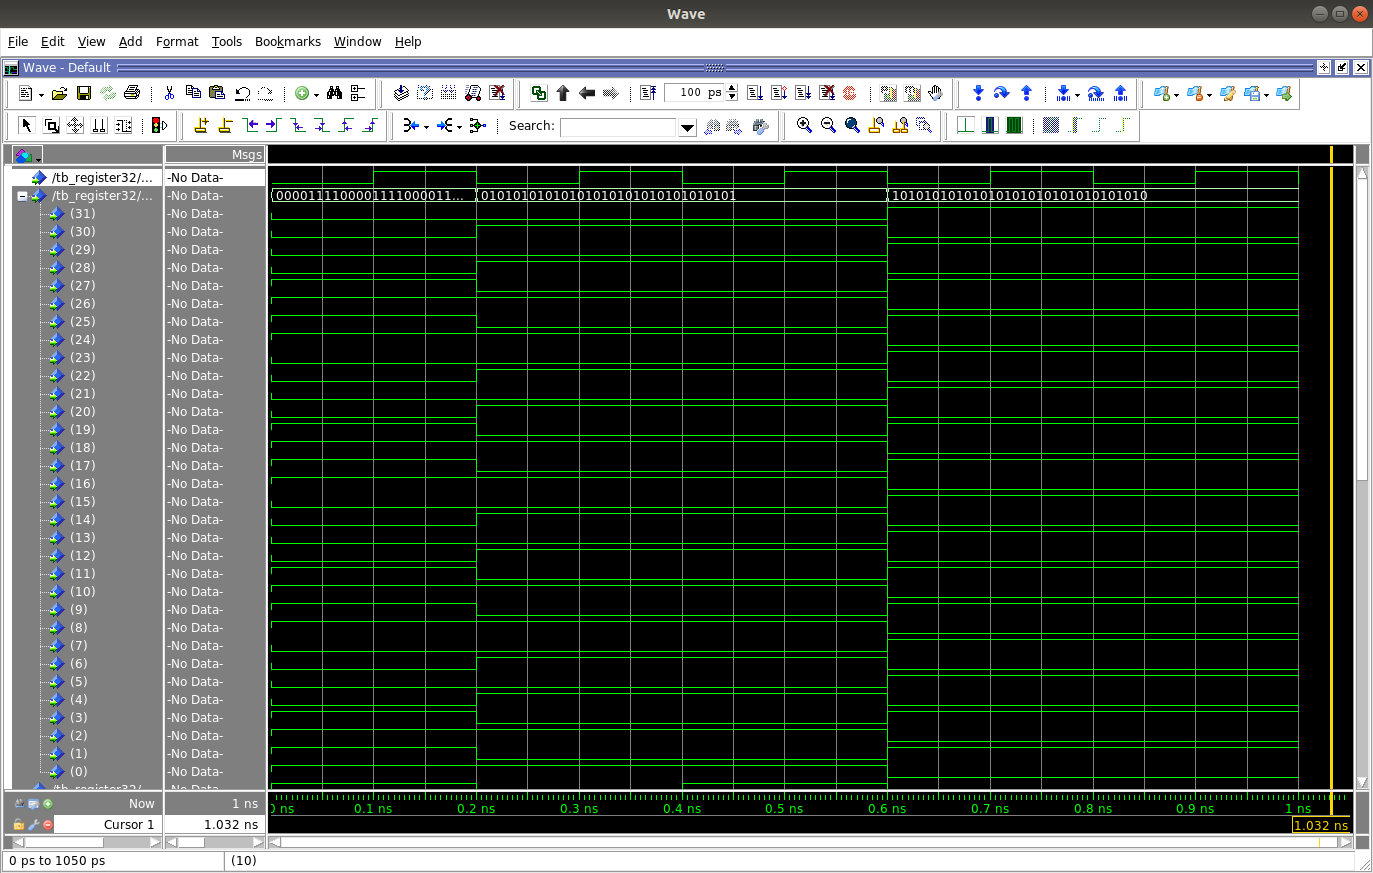 Wave
File Edit View Add Format Tools Bookmarks Window Help
Wave - Default
100 ps
Search:
Msgs
/tb_register32/... -No Data-
/tb_register32/... -No Data- 0000111100001111000011... 01010101010101010101010101010101 10101010101010101010101010101010
(31) -No Data-
(30) -No Data-
(29) -No Data-
(28) -No Data-
(27) -No Data-
(26) -No Data-
(25) -No Data-
(24) -No Data-
(23) -No Data-
(22) -No Data-
(21) -No Data-
(20) -No Data-
(19) -No Data-
(18) -No Data-
(17) -No Data-
(16) -No Data-
(15) -No Data-
(14) -No Data-
(13) -No Data-
(12) -No Data-
(11) -No Data-
(10) -No Data-
(9) -No Data-
(8) -No Data-
(7) -No Data-
(6) -No Data-
(5) -No Data-
(4) -No Data-
(3) -No Data-
(2) -No Data-
(1) -No Data-
(0) -No Data-
/tb_register32/... -No Data-
Now 1 ns 0 ns 0.1 ns 0.2 ns 0.3 ns 0.4 ns 0.5 ns 0.6 ns 0.7 ns 0.8 ns 0.9 ns 1 ns
Cursor 1 1.032 ns 1.032 ns
0 ps to 1050 ps (10)